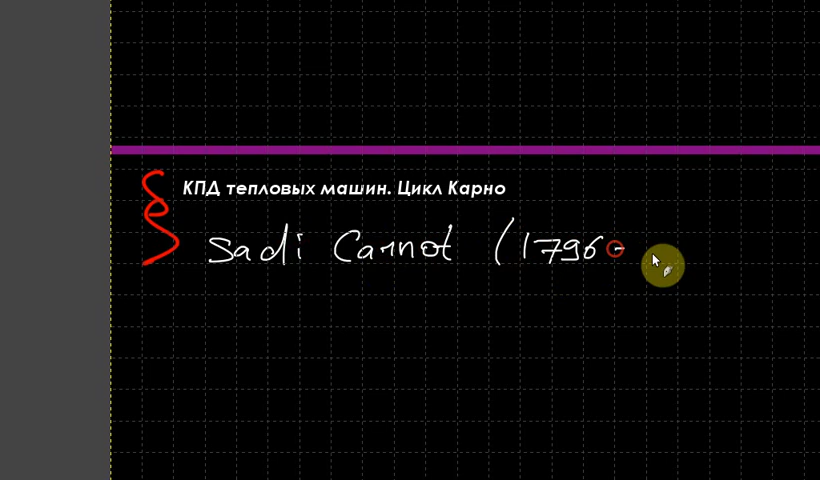 § КПД тепловых машин. Цикл Карно
Sadi Carnot (1796 -